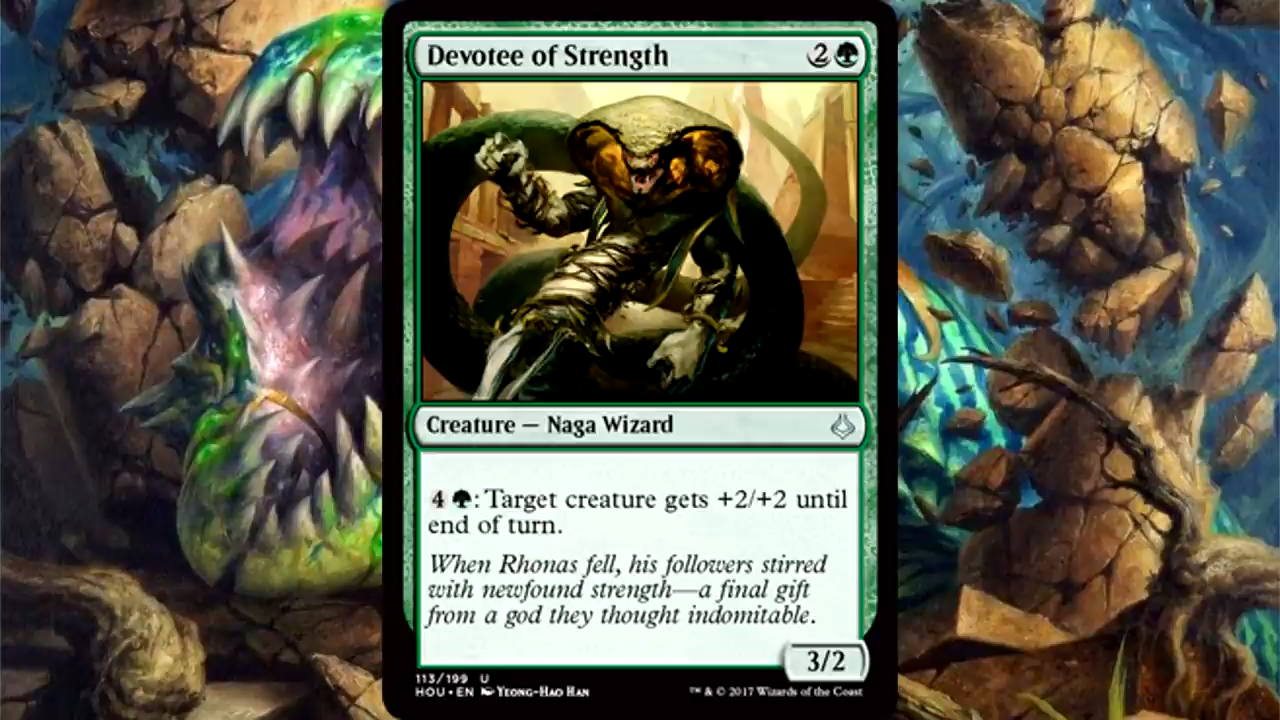 Devotee of Strength 2
Creature — Naga Wizard
4 : Target creature gets +2/+2 until
end of turn.
When Rhonas fell, his followers stirred
with newfound strength—a final gift
from a god they thought indomitable.
3/2
113/199 U
HOU • EN Yeong-Hao Han
™ & © 2017 Wizards of the Coast